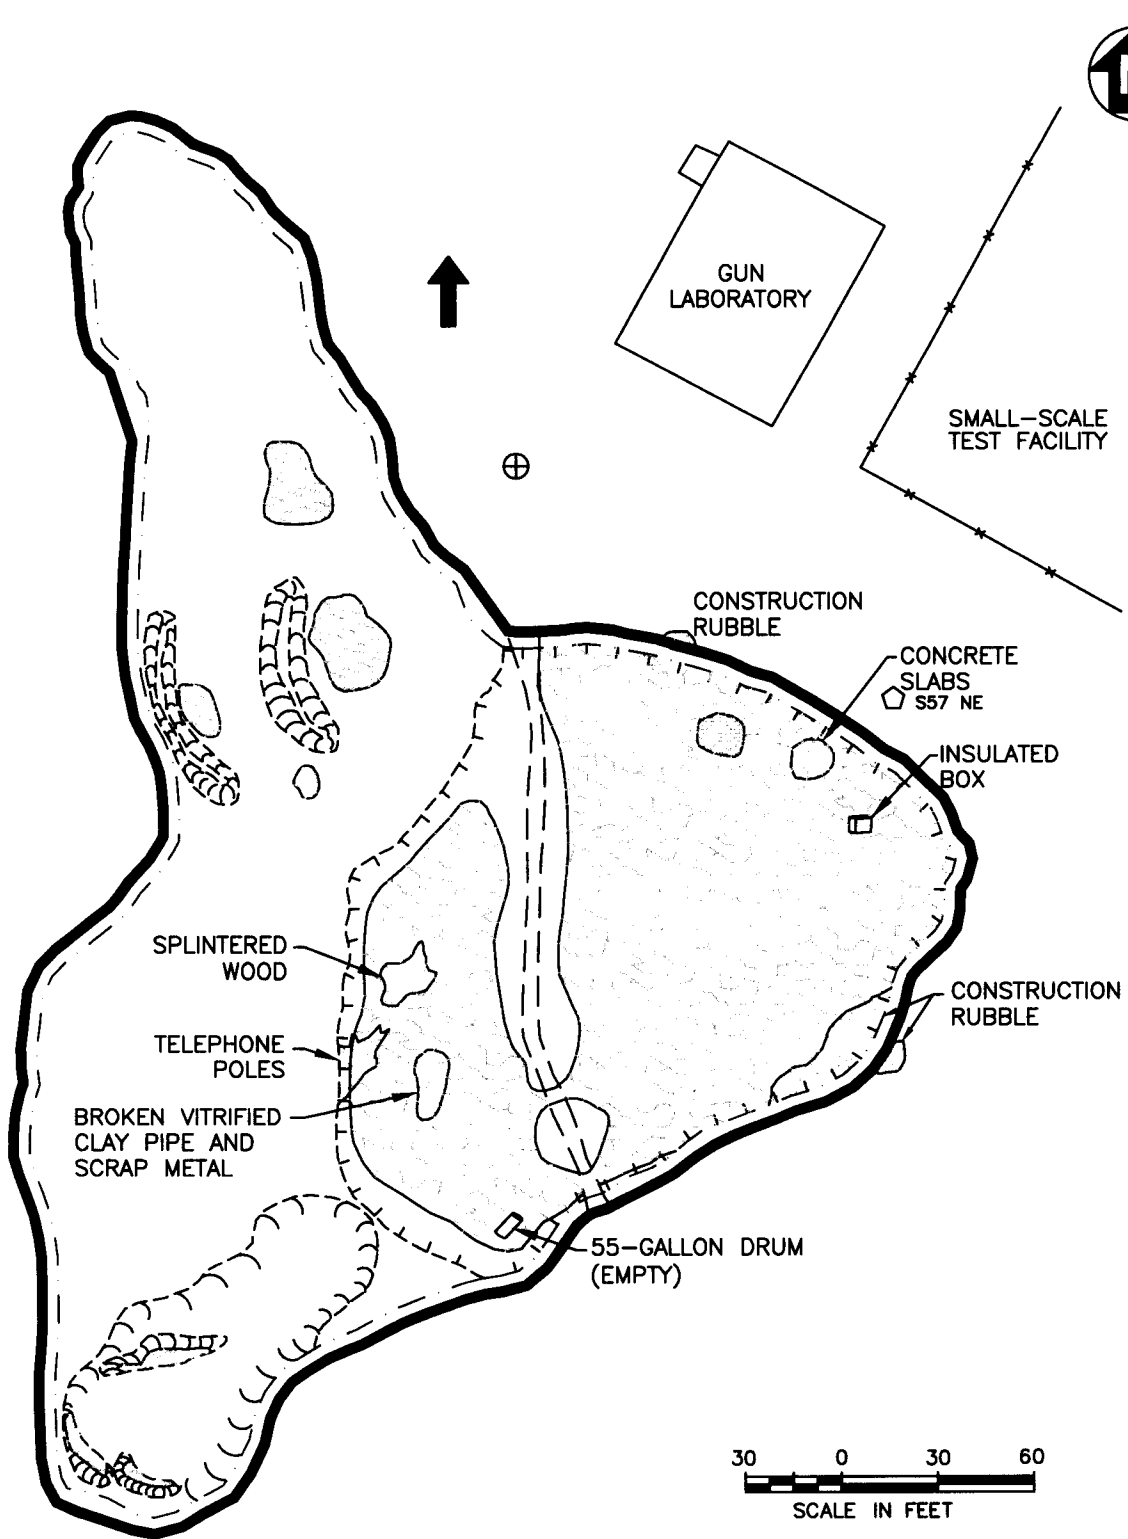 GUN
LABORATORY
SMALL-SCALE
TEST FACILITY
CONSTRUCTION
RUBBLE
CONCRETE
SLABS
S57 NE
INSULATED
BOX
SPLINTERED
WOOD
CONSTRUCTION
RUBBLE
TELEPHONE
POLES
BROKEN VITRIFIED
CLAY PIPE AND
SCRAP METAL
55-GALLON DRUM
(EMPTY)
30 0 30 60
SCALE IN FEET